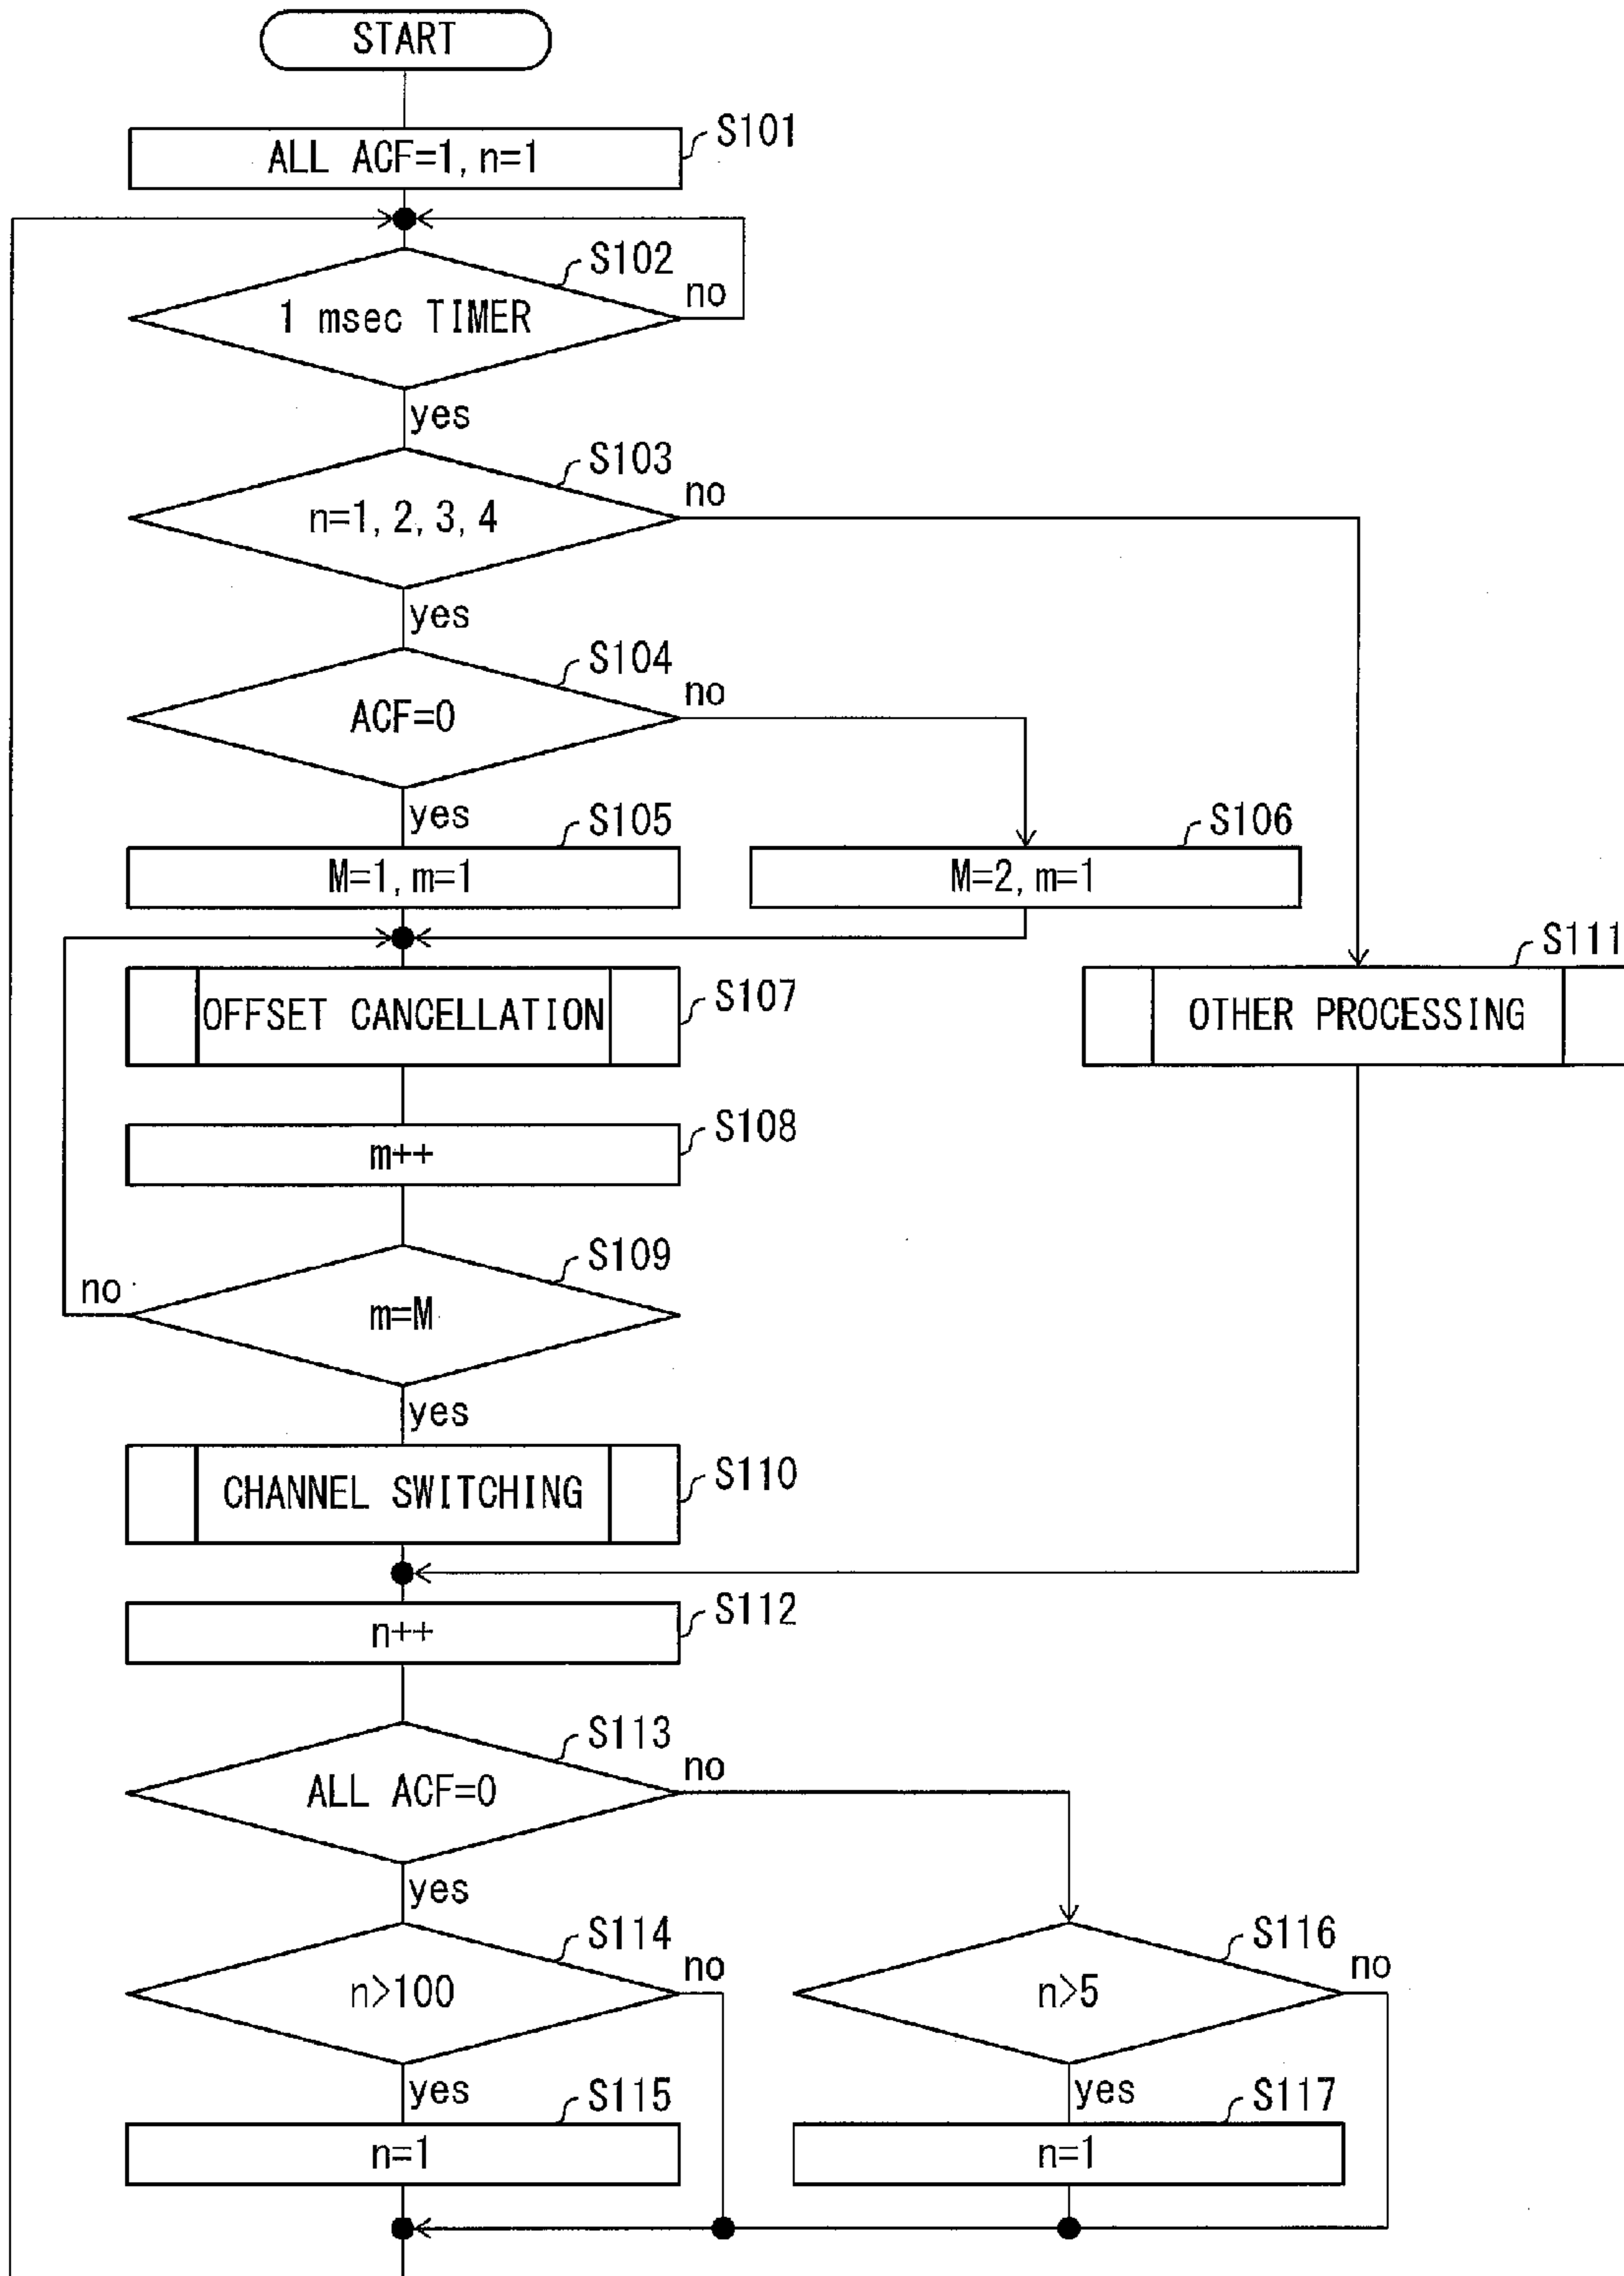 START
S101
ALL ACF=1, n=1
S102
1 msec TIMER
no
yes
S103
n=1, 2, 3, 4
no
yes
S104
ACF=0
no
yes
S105
M=1, m=1
S106
M=2, m=1
S107
OFFSET CANCELLATION
S111
OTHER PROCESSING
S108
m++
S109
m=M
no
yes
S110
CHANNEL SWITCHING
S112
n++
S113
ALL ACF=0
no
yes
S114
n>100
no
yes
S116
n>5
no
yes
S115
n=1
S117
n=1